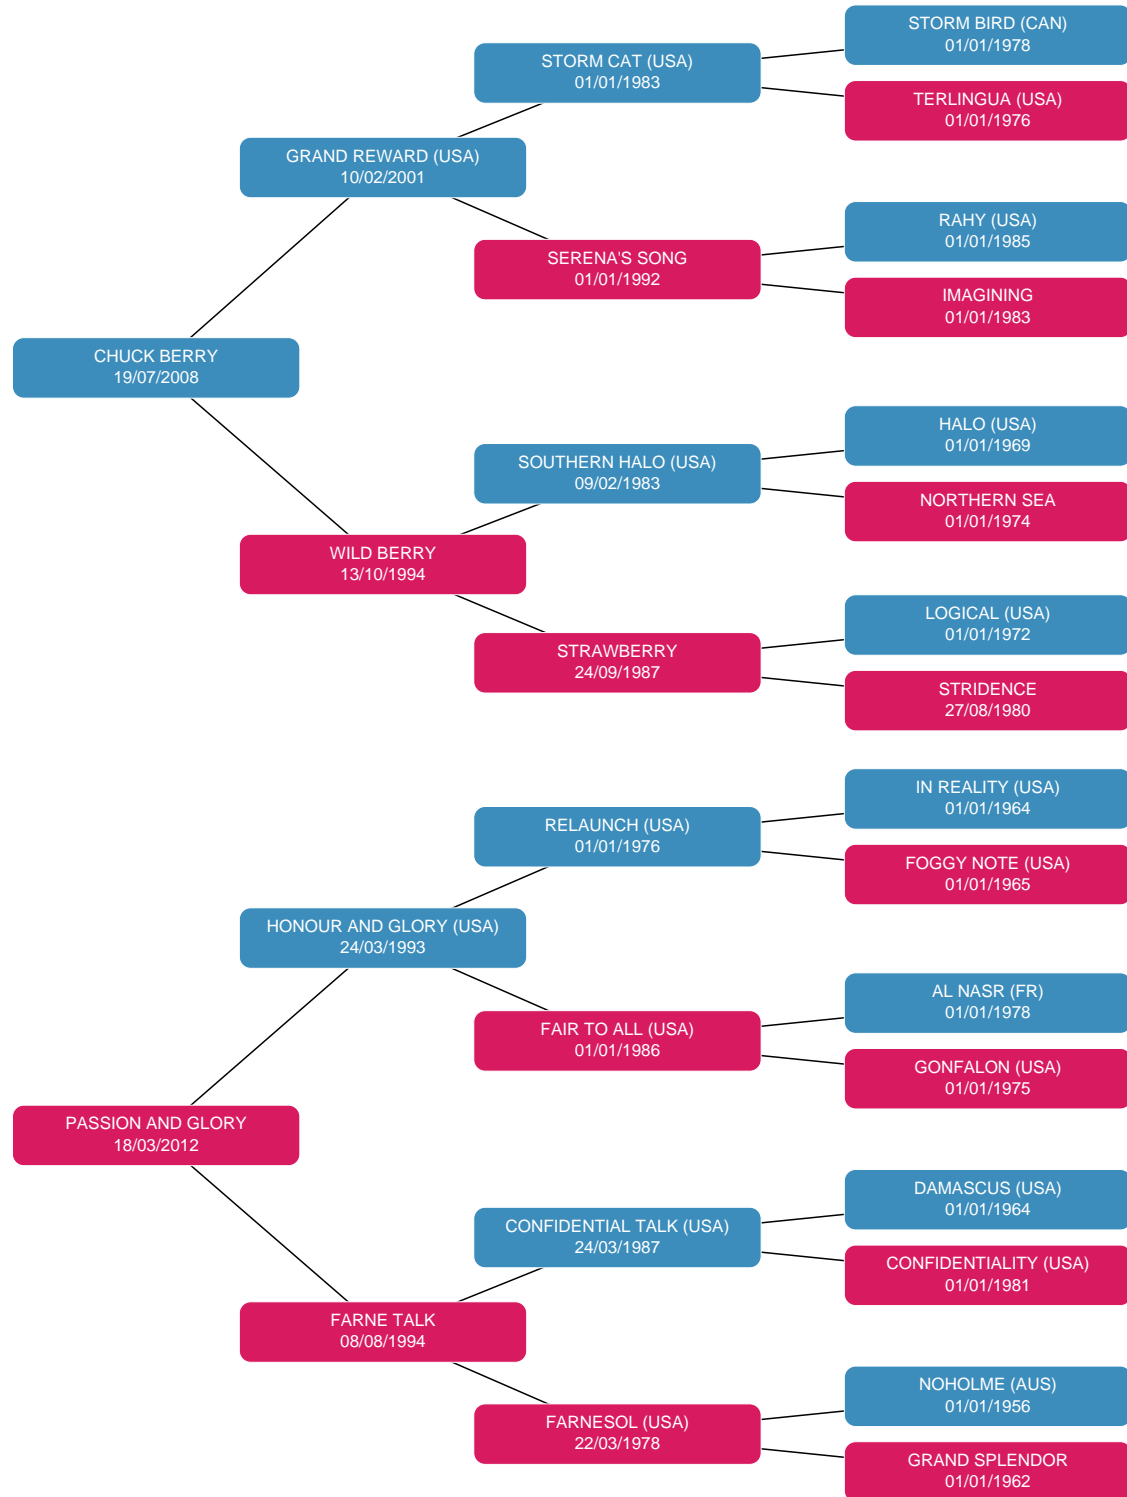 STORM BIRD (CAN)
01/01/1978
STORM CAT (USA)
01/01/1983
TERLINGUA (USA)
01/01/1976
GRAND REWARD (USA)
10/02/2001
RAHY (USA)
01/01/1985
SERENA'S SONG
01/01/1992
IMAGINING
01/01/1983
CHUCK BERRY
19/07/2008
HALO (USA)
01/01/1969
SOUTHERN HALO (USA)
09/02/1983
NORTHERN SEA
01/01/1974
WILD BERRY
13/10/1994
LOGICAL (USA)
01/01/1972
STRAWBERRY
24/09/1987
STRIDENCE
27/08/1980
IN REALITY (USA)
01/01/1964
RELAUNCH (USA)
01/01/1976
FOGGY NOTE (USA)
01/01/1965
HONOUR AND GLORY (USA)
24/03/1993
AL NASR (FR)
01/01/1978
FAIR TO ALL (USA)
01/01/1986
GONFALON (USA)
01/01/1975
PASSION AND GLORY
18/03/2012
DAMASCUS (USA)
01/01/1964
CONFIDENTIAL TALK (USA)
24/03/1987
CONFIDENTIALITY (USA)
01/01/1981
FARNE TALK
08/08/1994
NOHOLME (AUS)
01/01/1956
FARNESOL (USA)
22/03/1978
GRAND SPLENDOR
01/01/1962